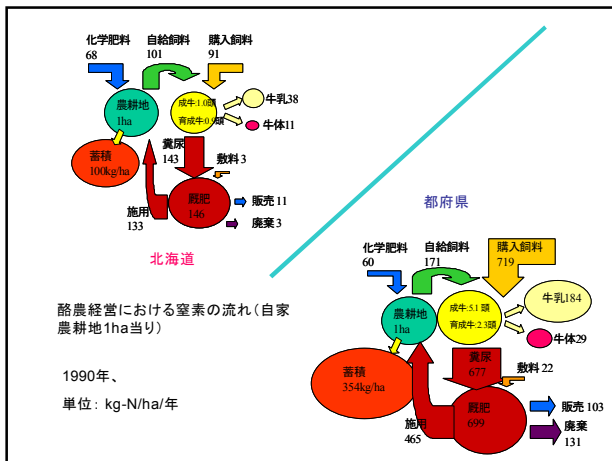 化学肥料
68
自給飼料
101
購入飼料
91
農耕地
1ha
成牛:1.0頭
育成牛:0.9頭
牛乳38
牛体11
蓄積
100kg/ha
糞尿
143
敷料 3
厩肥
146
販売 11
廃棄 3
施用
133
北海道
都府県
化学肥料
60
自給飼料
171
購入飼料
719
農耕地
1ha
成牛:5.1 頭
育成牛:2.3頭
牛乳184
牛体29
蓄積
354kg/ha
糞尿
677
敷料 22
厩肥
699
販売 103
廃棄
131
施用
465
酪農経営における窒素の流れ(自家
農耕地1ha当り)
1990年、
単位: kg-N/ha/年